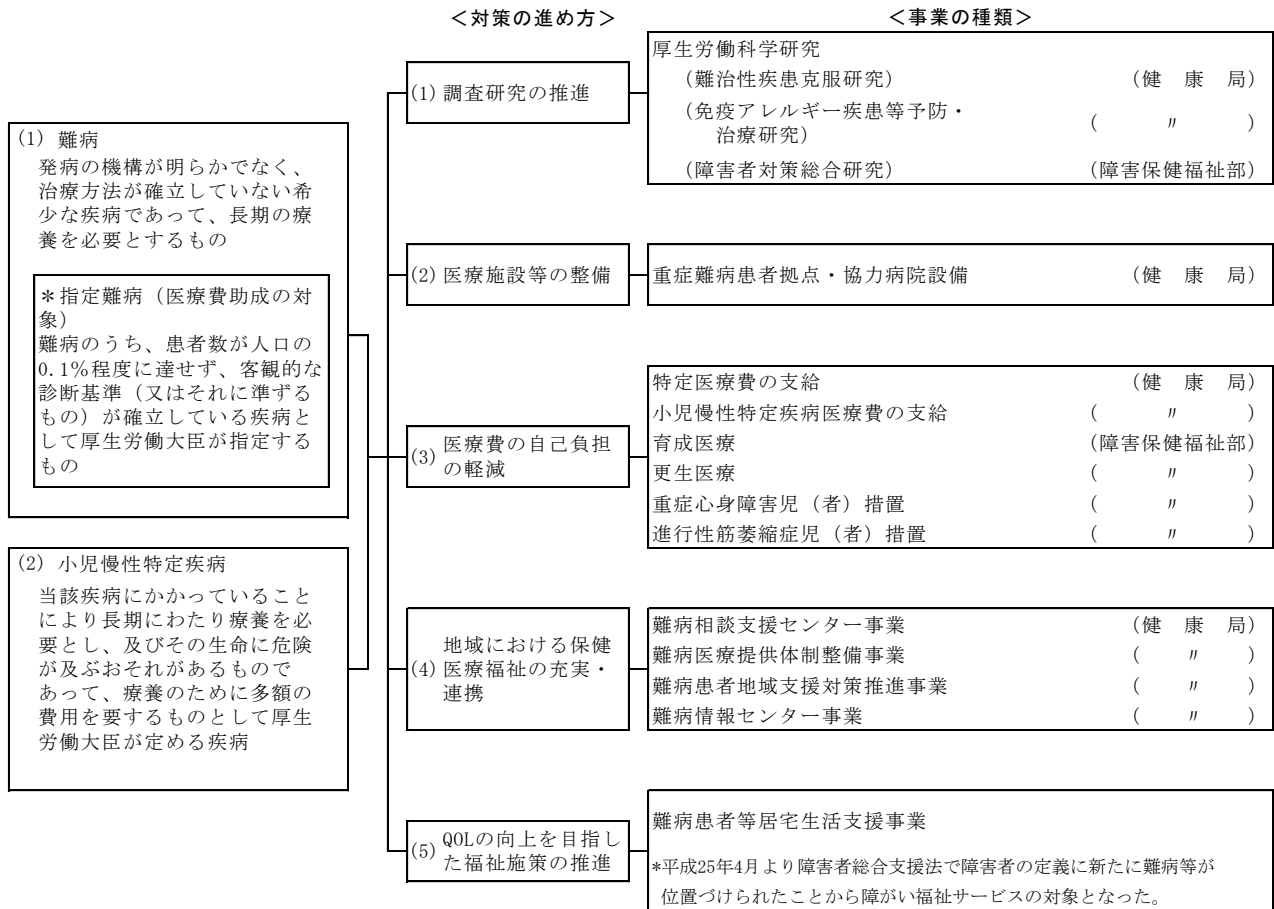 <対策の進め方>
<事業の種類>
(1) 難病
発病の機構が明らかでなく、
治療方法が確立していない希
少な疾病であって、長期の療
養を必要とするもの
*指定難病(医療費助成の対
象)
難病のうち、患者数が人口の
0.1%程度に達せず、客観的な
診断基準(又はそれに準ずる
もの)が確立している疾病と
して厚生労働大臣が指定する
もの
(2) 小児慢性特定疾病
当該疾病にかかっていること
により長期にわたり療養を必
要とし、及びその生命に危険
が及ぶおそれがあるもので
あって、療養のために多額の
費用を要するものとして厚生
労働大臣が定める疾病
(1) 調査研究の推進
厚生労働科学研究
(難治性疾患克服研究) (健 康 局)
(免疫アレルギー疾患等予防・
治療研究) ( 〃 )
(障害者対策総合研究) (障害保健福祉部)
(2) 医療施設等の整備
重症難病患者拠点・協力病院設備 (健 康 局)
(3) 医療費の自己負担
の軽減
特定医療費の支給 (健 康 局)
小児慢性特定疾病医療費の支給 ( 〃 )
育成医療 (障害保健福祉部)
更生医療 ( 〃 )
重症心身障害児(者)措置 ( 〃 )
進行性筋萎縮症児(者)措置 ( 〃 )
地域における保健
(4) 医療福祉の充実・
連携
難病相談支援センター事業 (健 康 局)
難病医療提供体制整備事業 ( 〃 )
難病患者地域支援対策推進事業 ( 〃 )
難病情報センター事業 ( 〃 )
(5) QOLの向上を目指し
た福祉施策の推進
難病患者等居宅生活支援事業
*平成25年4月より障害者総合支援法で障害者の定義に新たに難病等が
位置づけられたことから障がい福祉サービスの対象となった。